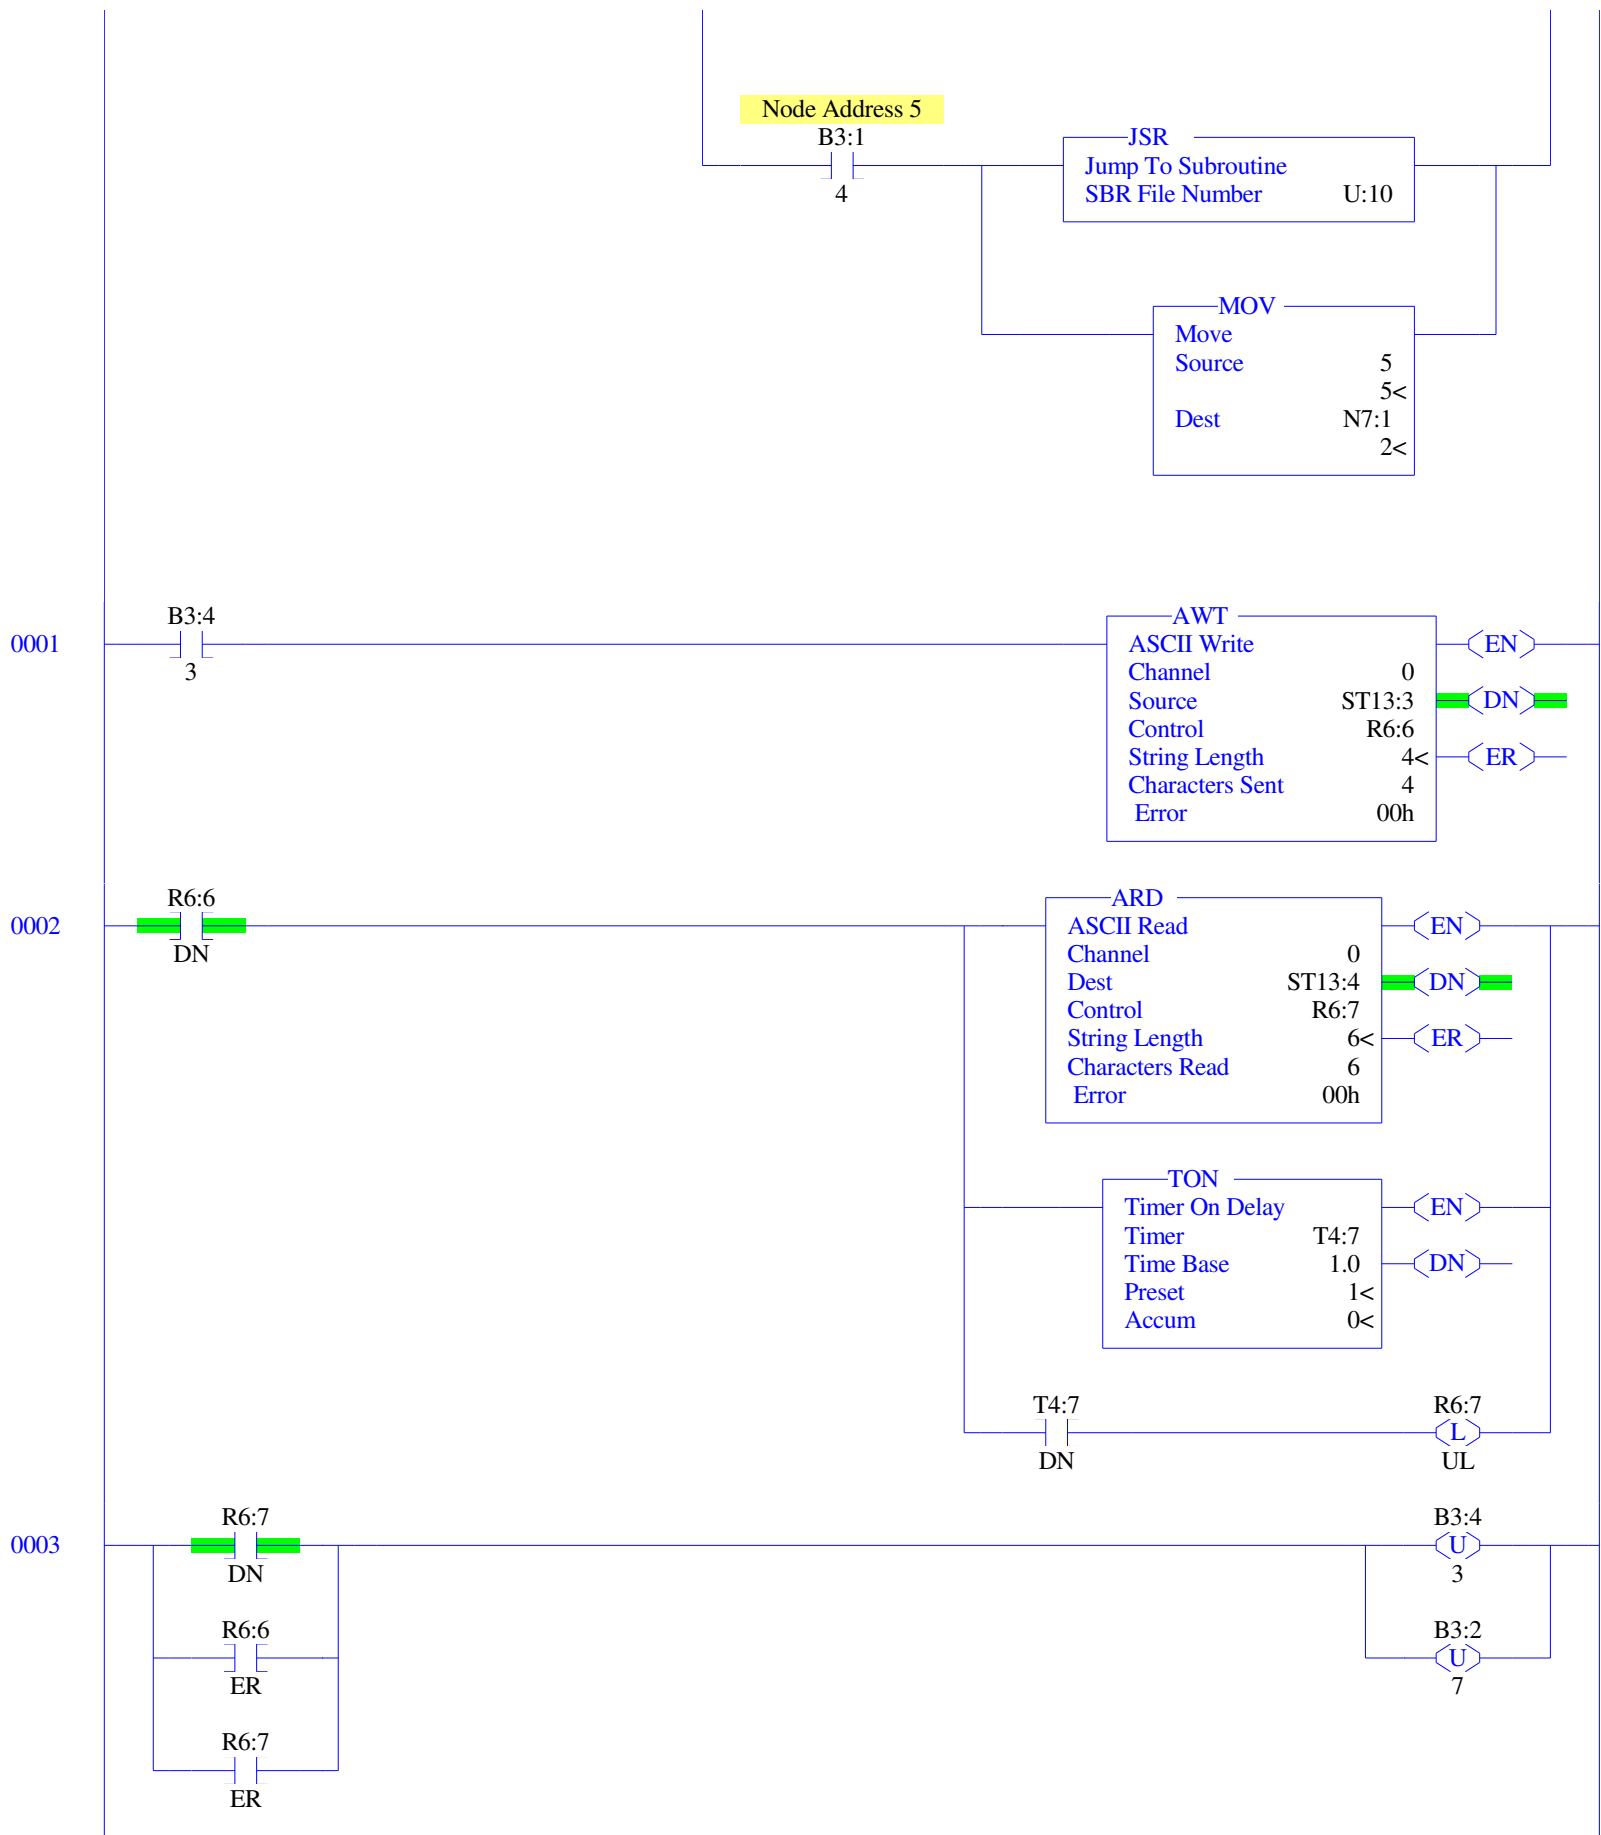 Node Address 5
B3:1
4
JSR
Jump To Subroutine
SBR File Number U:10
MOV
Move
Source 5
5<
Dest N7:1
2<
0001
B3:4
3
AWT
ASCII Write
Channel 0
Source ST13:3
Control R6:6
String Length 4<
Characters Sent 4
Error 00h
EN
DN
ER
0002
R6:6
DN
ARD
ASCII Read
Channel 0
Dest ST13:4
Control R6:7
String Length 6<
Characters Read 6
Error 00h
EN
DN
ER
TON
Timer On Delay
Timer T4:7
Time Base 1.0
Preset 1<
Accum 0<
EN
DN
T4:7
DN
R6:7
L
UL
0003
R6:7
DN
R6:6
ER
R6:7
ER
B3:4
U
3
B3:2
U
7